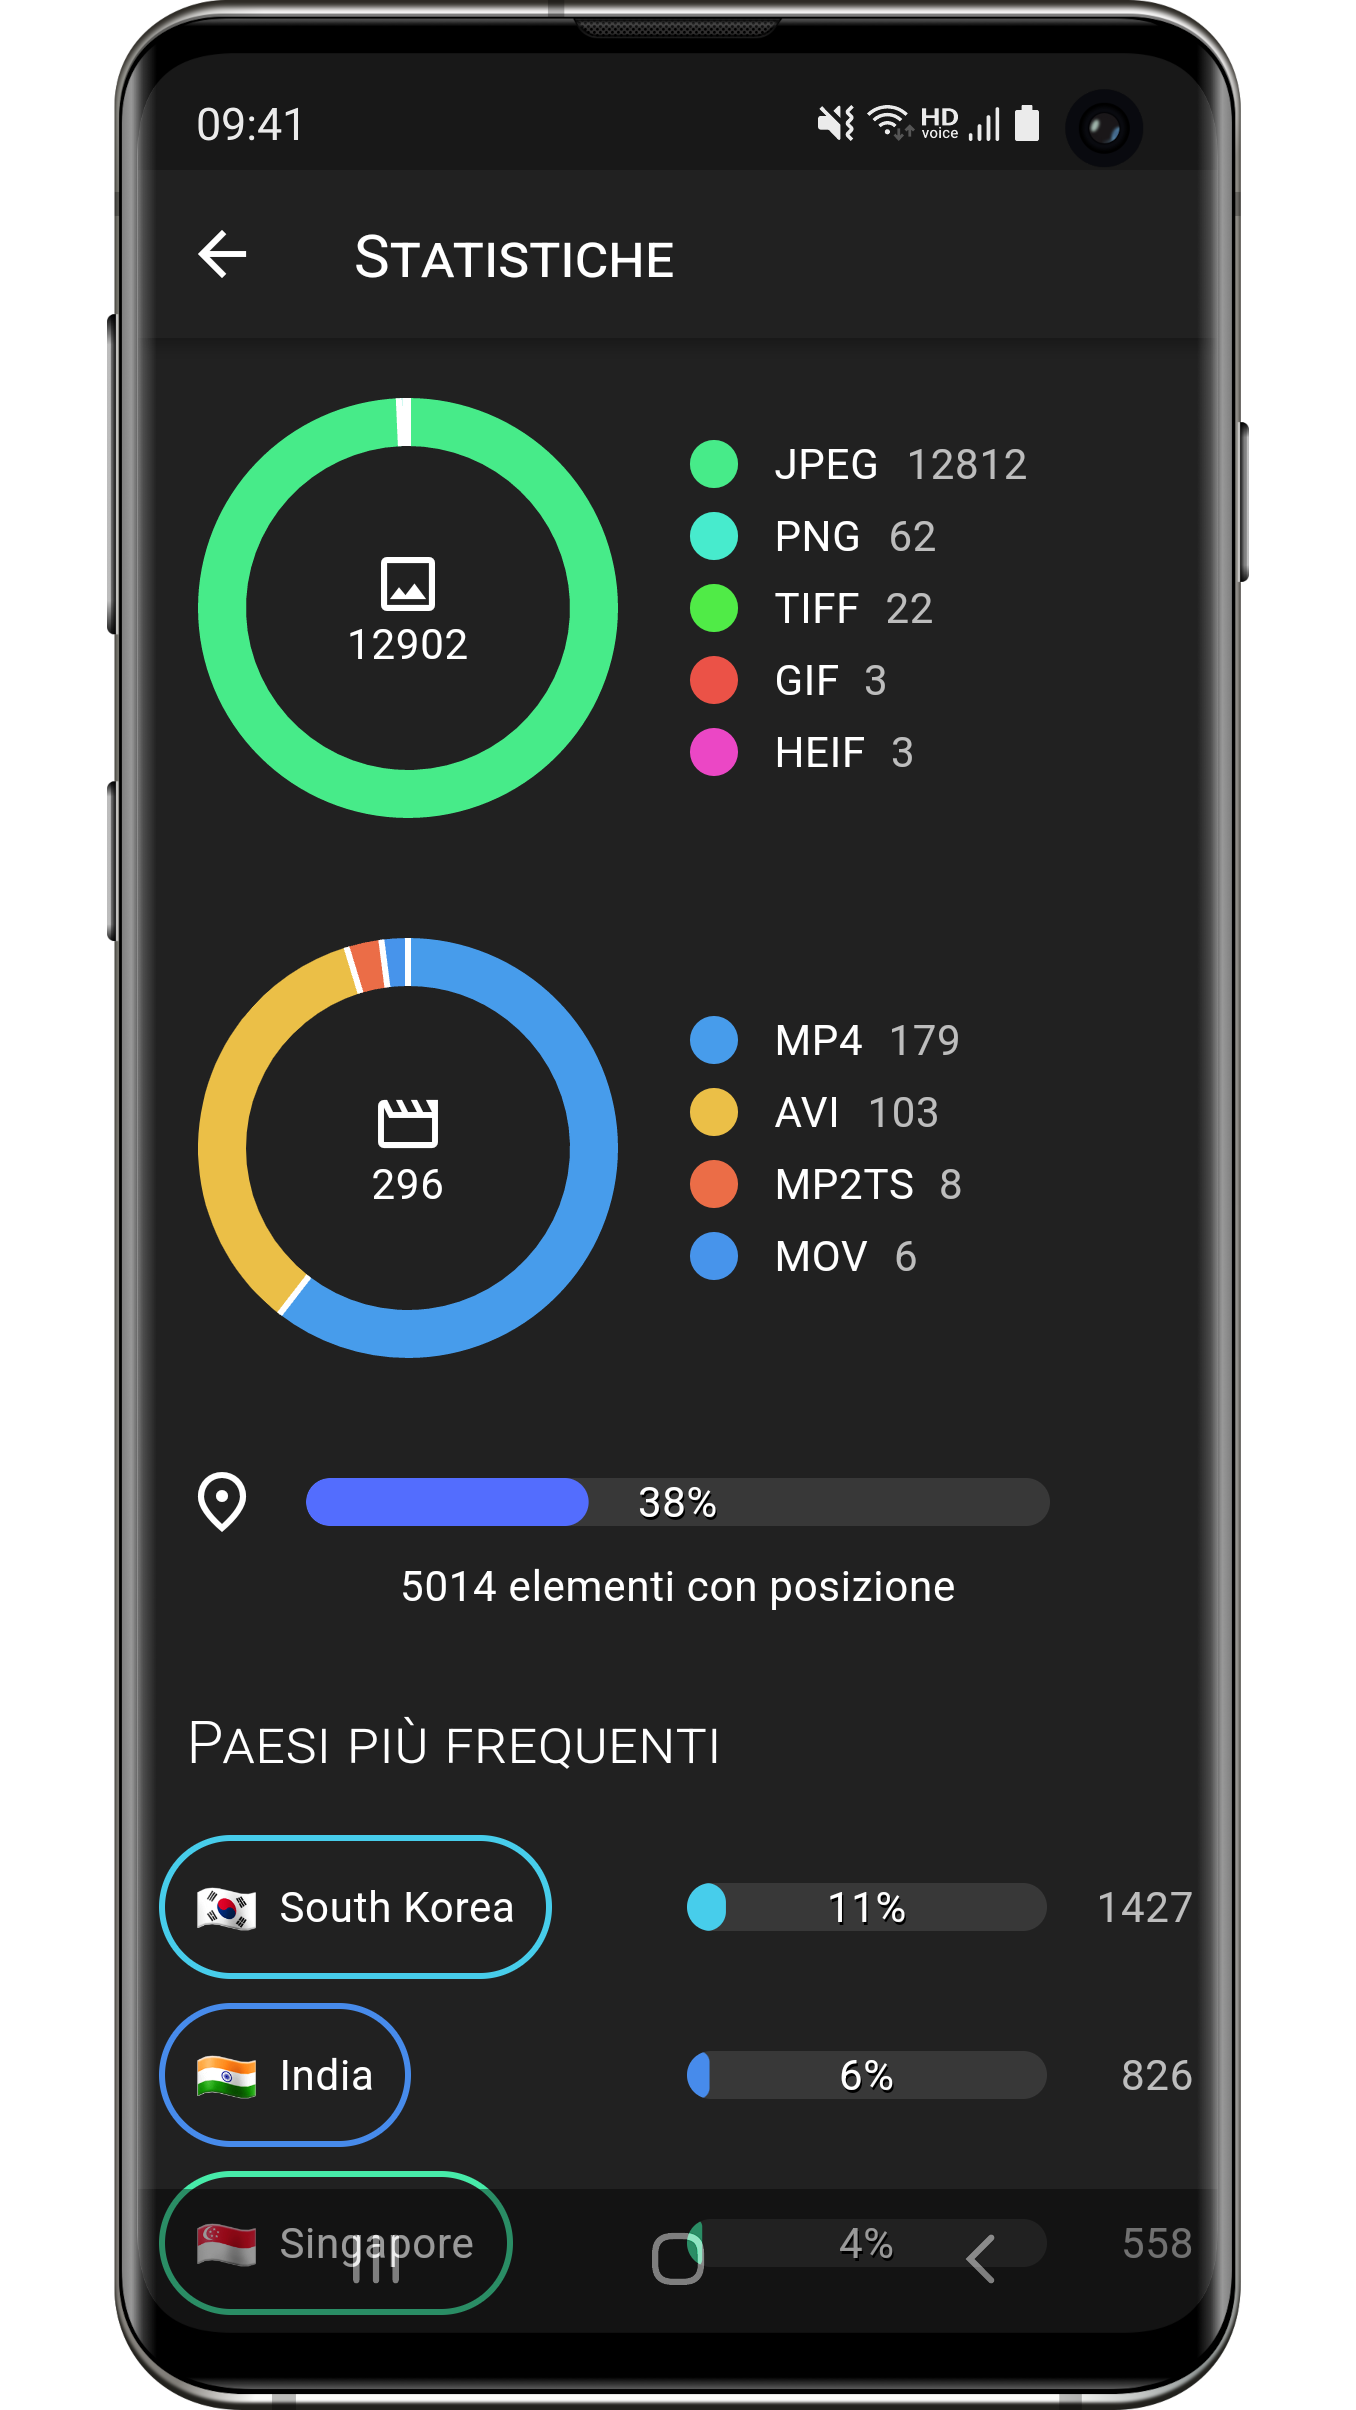 09:41 HD voice
STATISTICHE
JPEG 12812
PNG 62
TIFF 22
GIF 3
HEIF 3
12902
MP4 179
AVI 103
MP2TS 8
MOV 6
296
38%
5014 elementi con posizione
PAESI PIÙ FREQUENTI
South Korea 11% 1427
India 6% 826
Singapore 4% 558